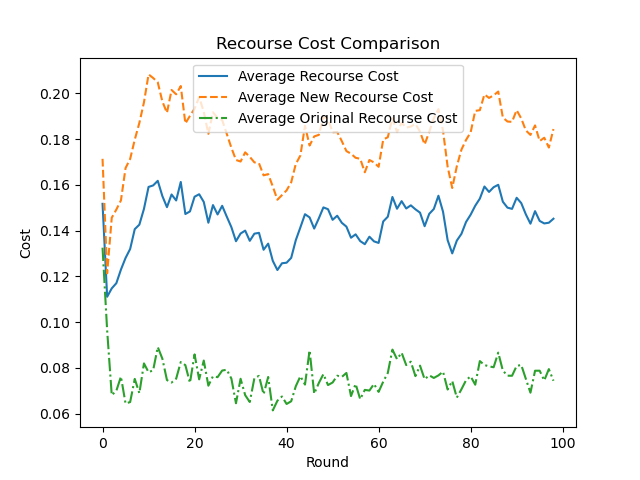 Recourse Cost Comparison
Average Recourse Cost
Average New Recourse Cost
Average Original Recourse Cost
Cost
0.20
0.18
0.16
0.14
0.12
0.10
0.08
0.06
0 20 40 60 80 100
Round